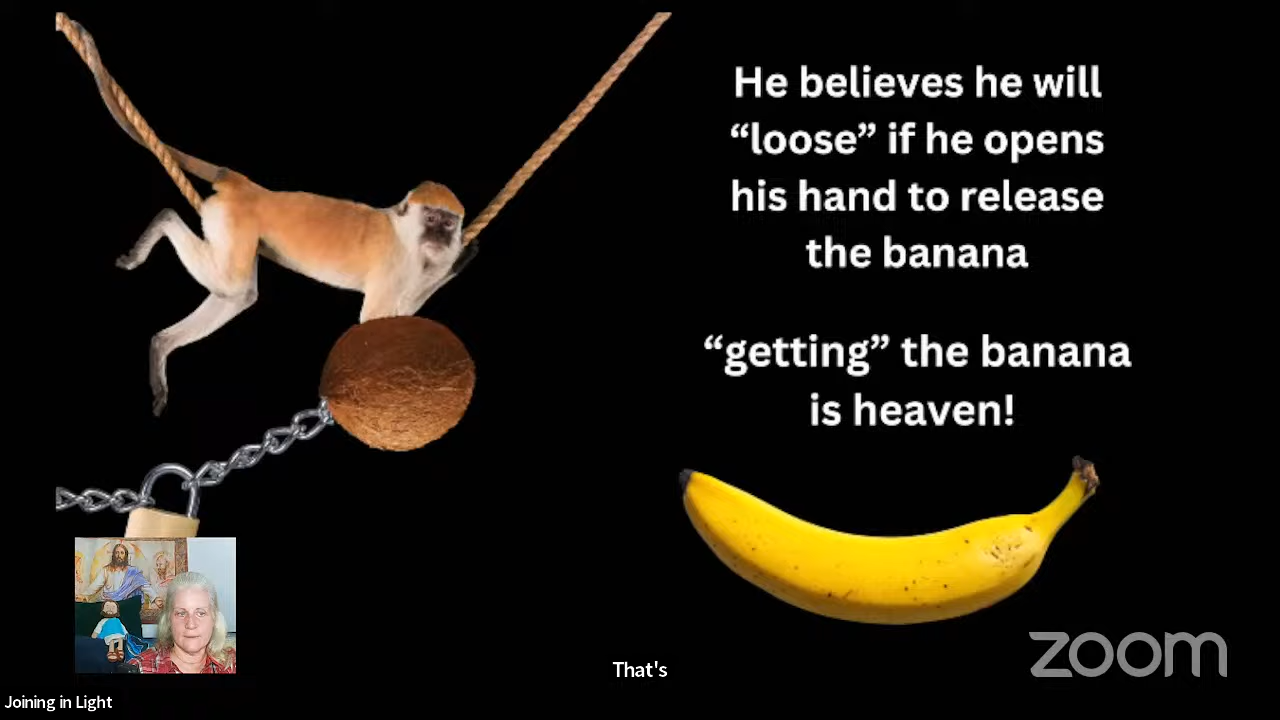 He believes he will
“loose” if he opens
his hand to release
the banana
“getting” the banana
is heaven!
zoom
That's
Joining in Light